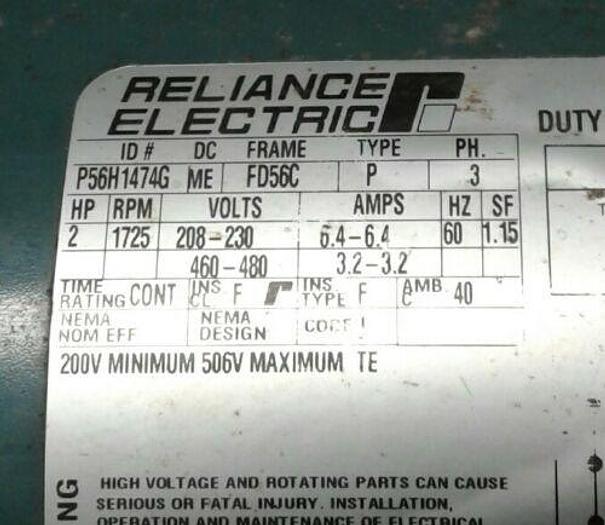 RELIANCE
ELECTRIC
DUTY
ID # DC FRAME TYPE PH.
P56H1474G ME FD56C P 3
HP RPM VOLTS AMPS HZ SF
2 1725 208-230 6.4-6.4 60 1.15
460-480 3.2-3.2
TIME RATING CONT INS CL F INS TYPE F AMB C 40
NEMA NOM EFF NEMA DESIGN CODE
200V MINIMUM 506V MAXIMUM TE
NG
HIGH VOLTAGE AND ROTATING PARTS CAN CAUSE
SERIOUS OR FATAL INJURY. INSTALLATION,
OPERATION AND MAINTENANCE OF ELECTRICAL